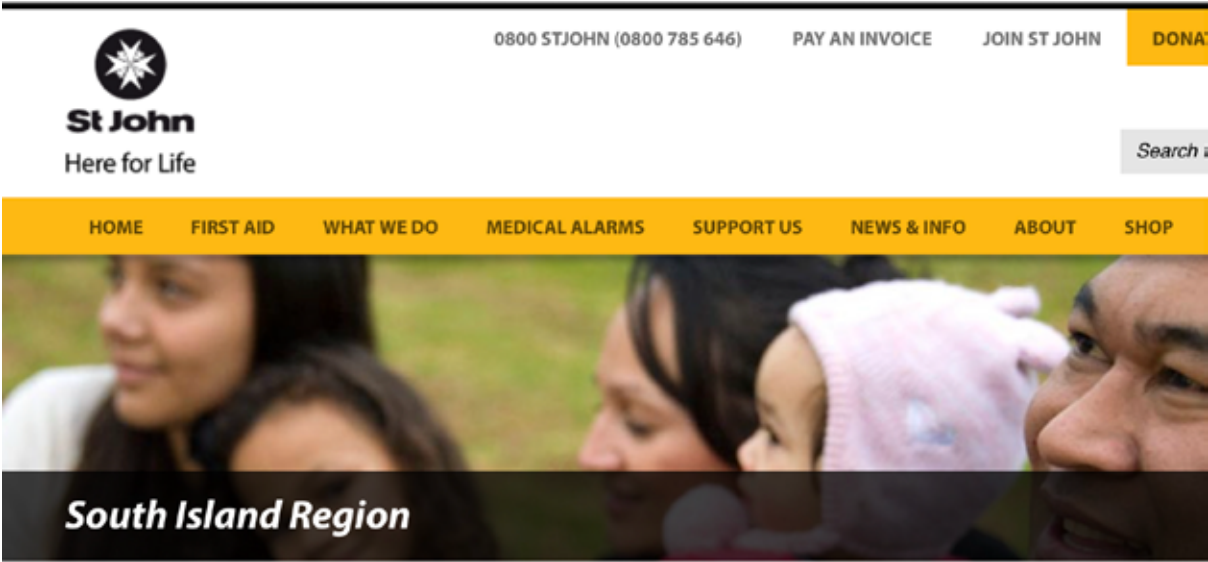 0800 STJOHN (0800 785 646) PAY AN INVOICE JOIN ST JOHN
St John
Here for Life
Search
HOME FIRST AID WHAT WE DO MEDICAL ALARMS SUPPORT US NEWS & INFO ABOUT SHOP
South Island Region